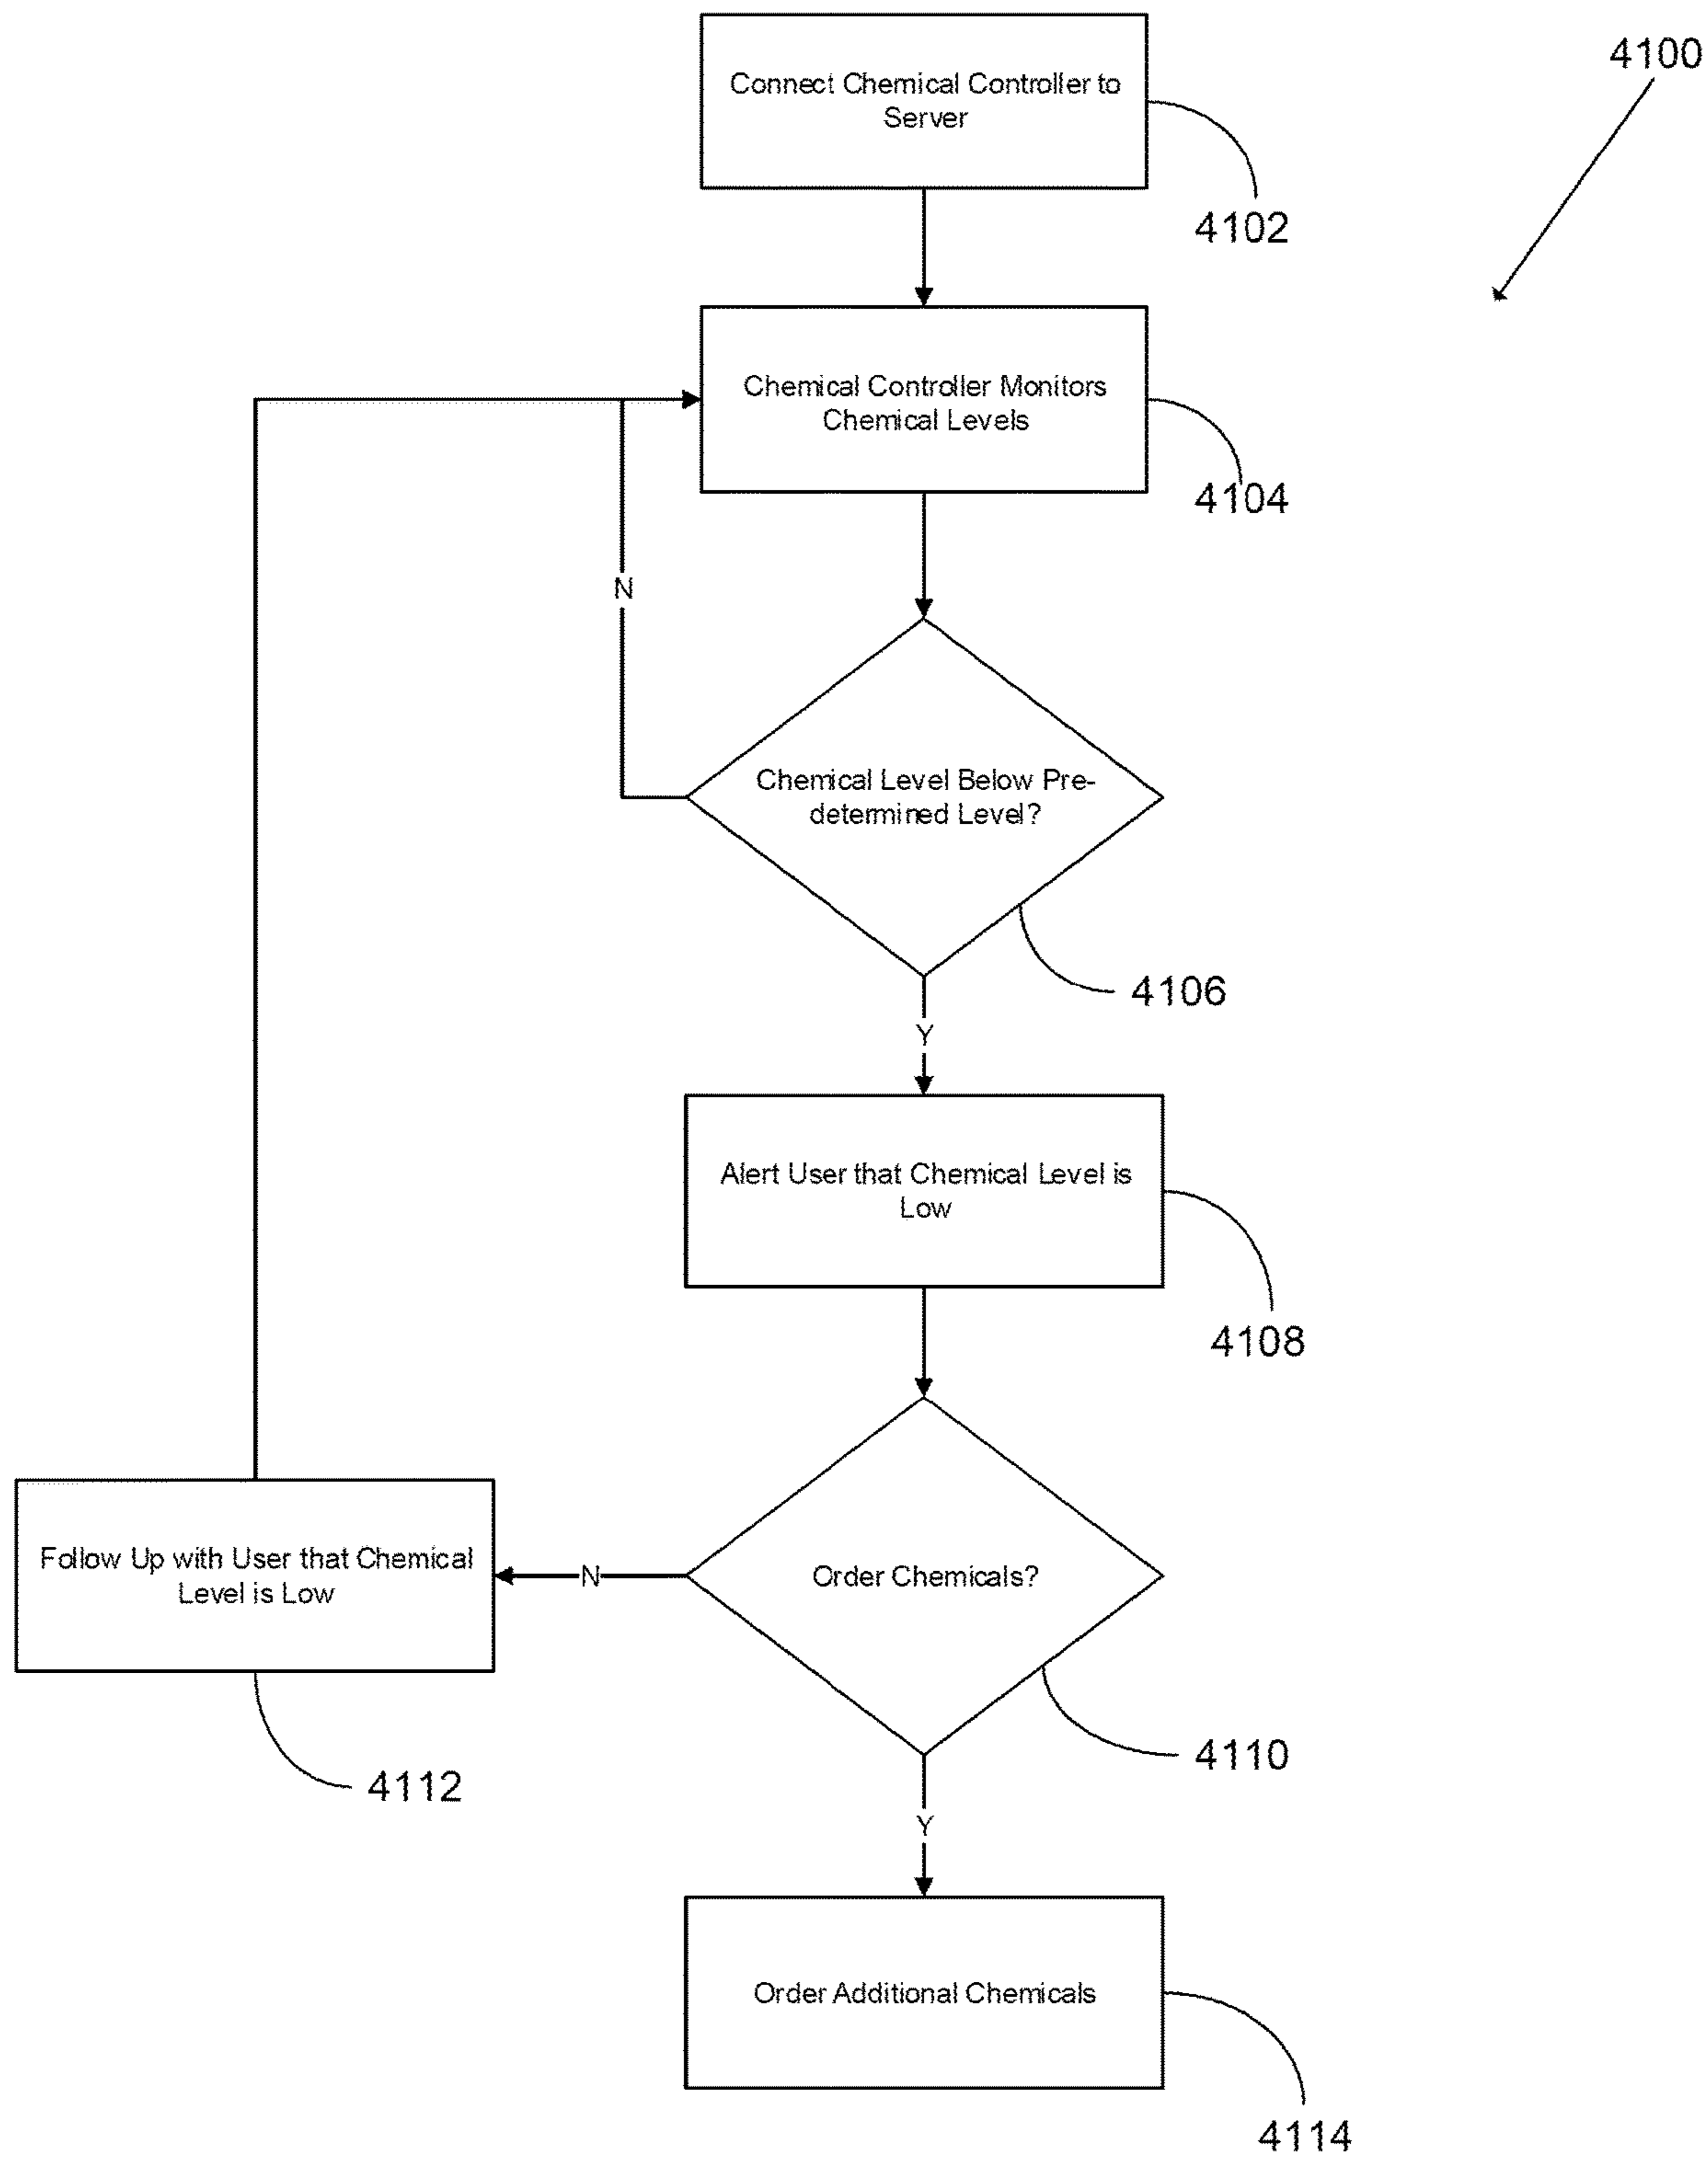 4100
Connect Chemical Controller to
Server
4102
Chemical Controller Monitors
Chemical Levels
4104
N
Chemical Level Below Pre-
determined Level?
4106
Y
Alert User that Chemical Level is
Low
4108
Order Chemicals?
N
Follow Up with User that Chemical
Level is Low
4110
4112
Y
Order Additional Chemicals
4114